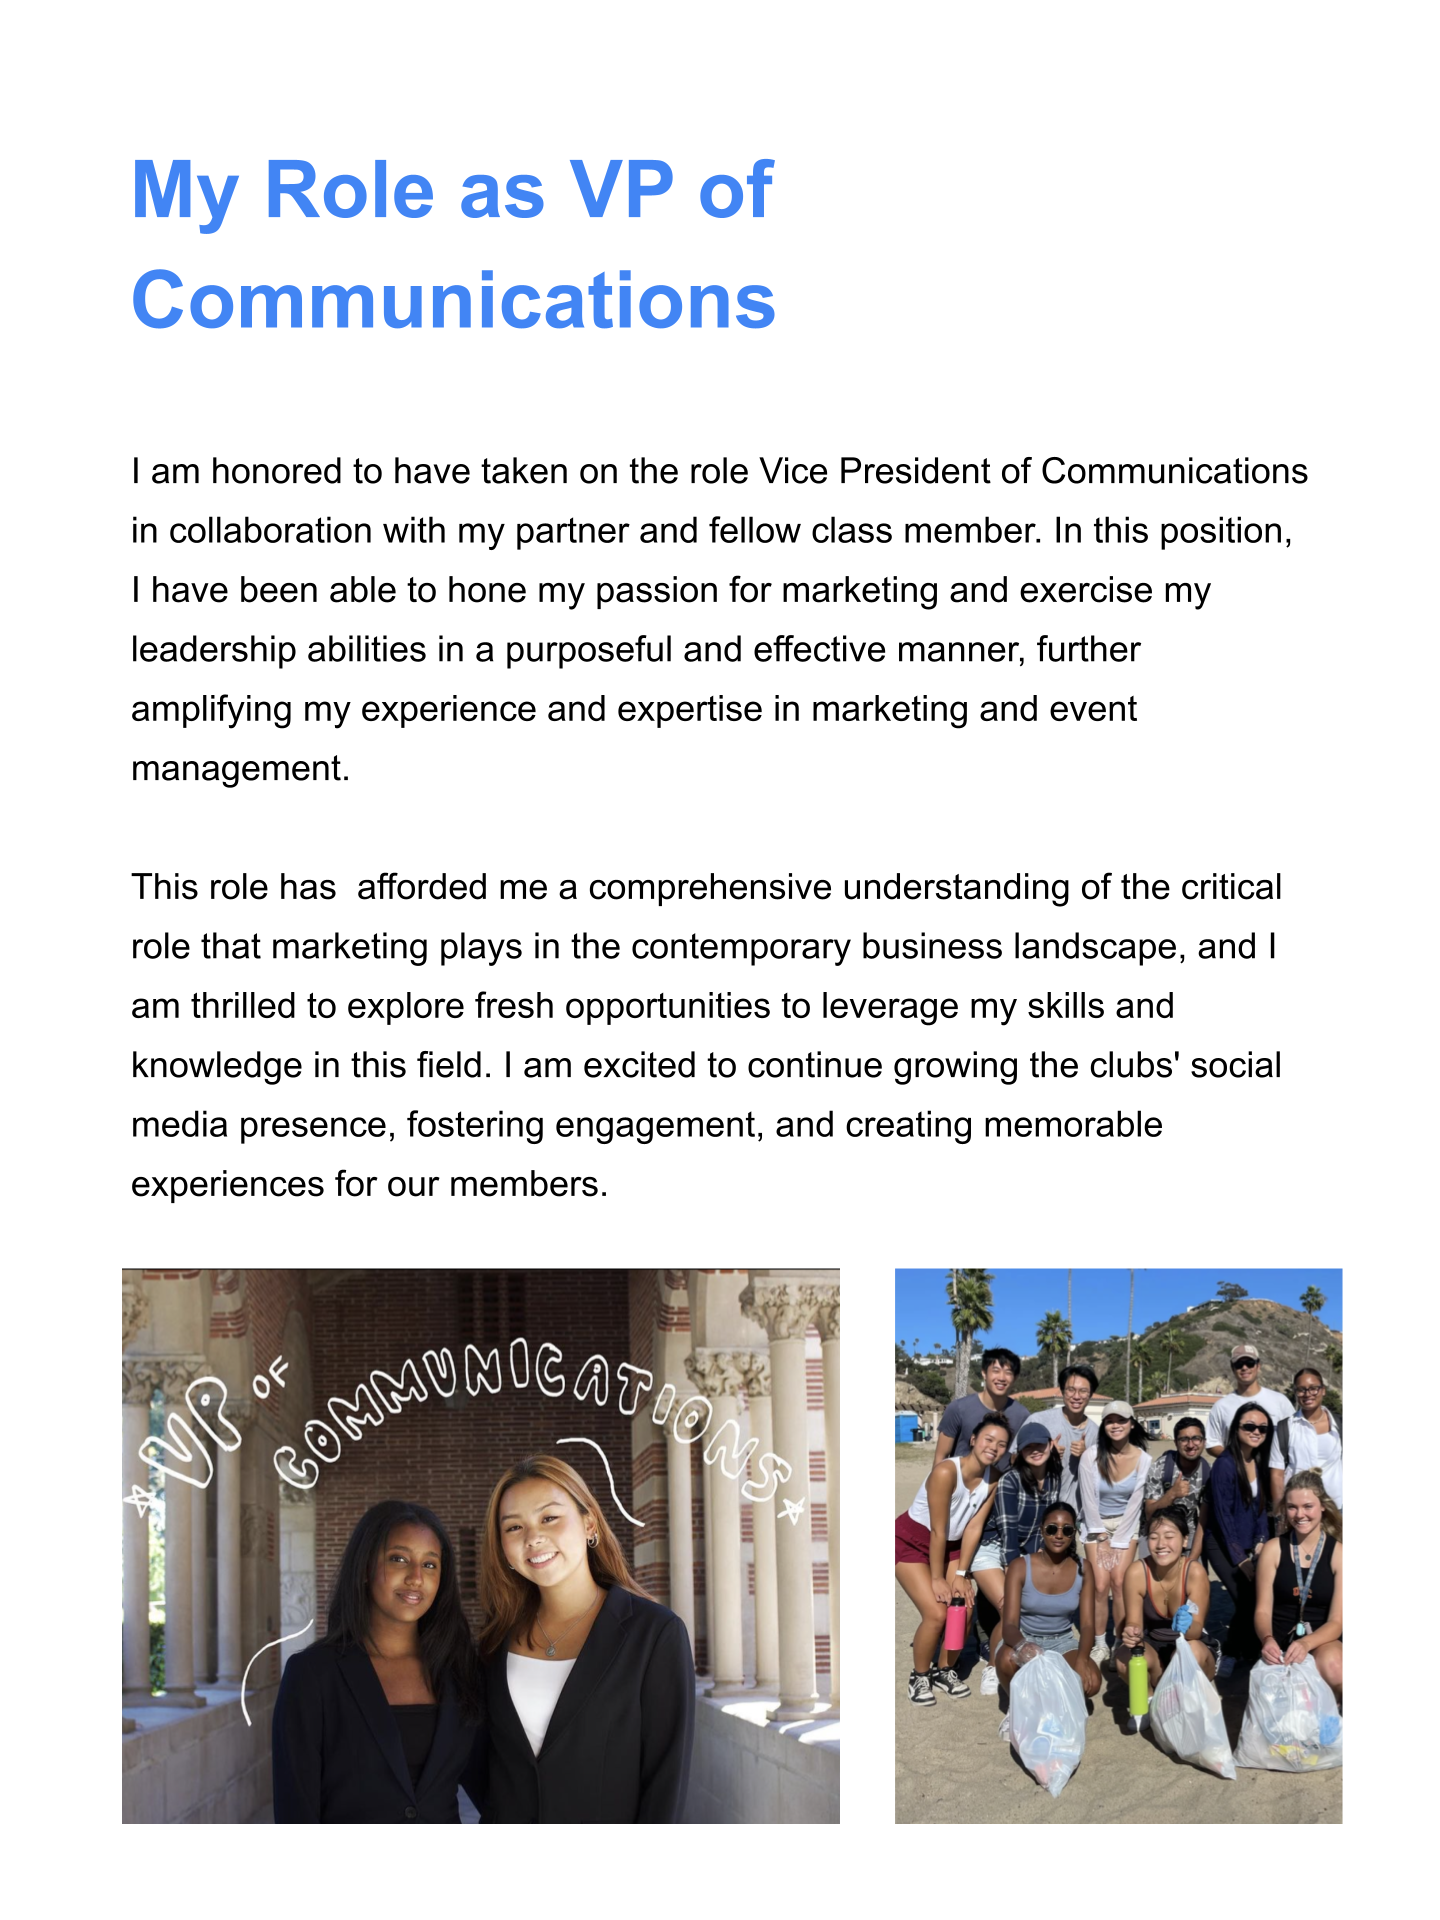 My Role as VP of
Communications
I am honored to have taken on the role Vice President of Communications
in collaboration with my partner and fellow class member. In this position,
I have been able to hone my passion for marketing and exercise my
leadership abilities in a purposeful and effective manner, further
amplifying my experience and expertise in marketing and event
management.
This role has  afforded me a comprehensive understanding of the critical
role that marketing plays in the contemporary business landscape, and I
am thrilled to explore fresh opportunities to leverage my skills and
knowledge in this field. I am excited to continue growing the clubs' social
media presence, fostering engagement, and creating memorable
experiences for our members.
VP OF COMMUNICATIONS